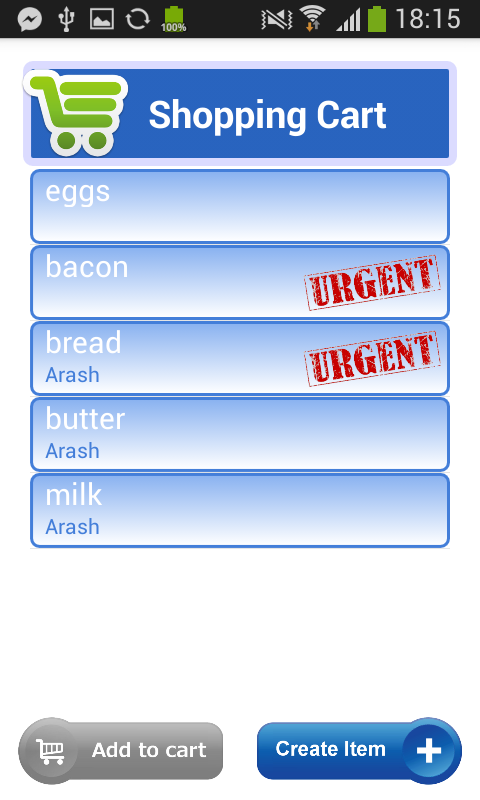 100%
18:15
Shopping Cart
eggs
bacon
URGENT
bread
URGENT
Arash
butter
Arash
milk
Arash
Add to cart
Create Item